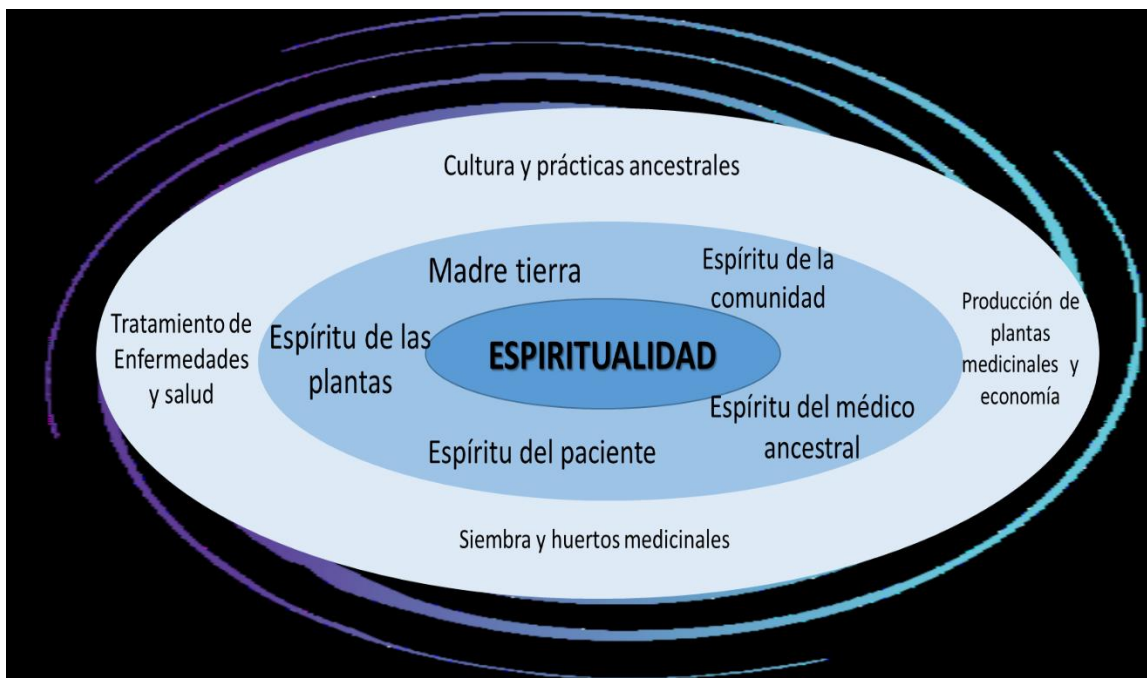 Cultura y prácticas ancestrales
Madre tierra
Espíritu de la
comunidad
Tratamiento de
Enfermedades
y salud
Espíritu de las
plantas
ESPIRITUALIDAD
Producción de
plantas
medicinales y
economía
Espíritu del médico
ancestral
Espíritu del paciente
Siembra y huertos medicinales